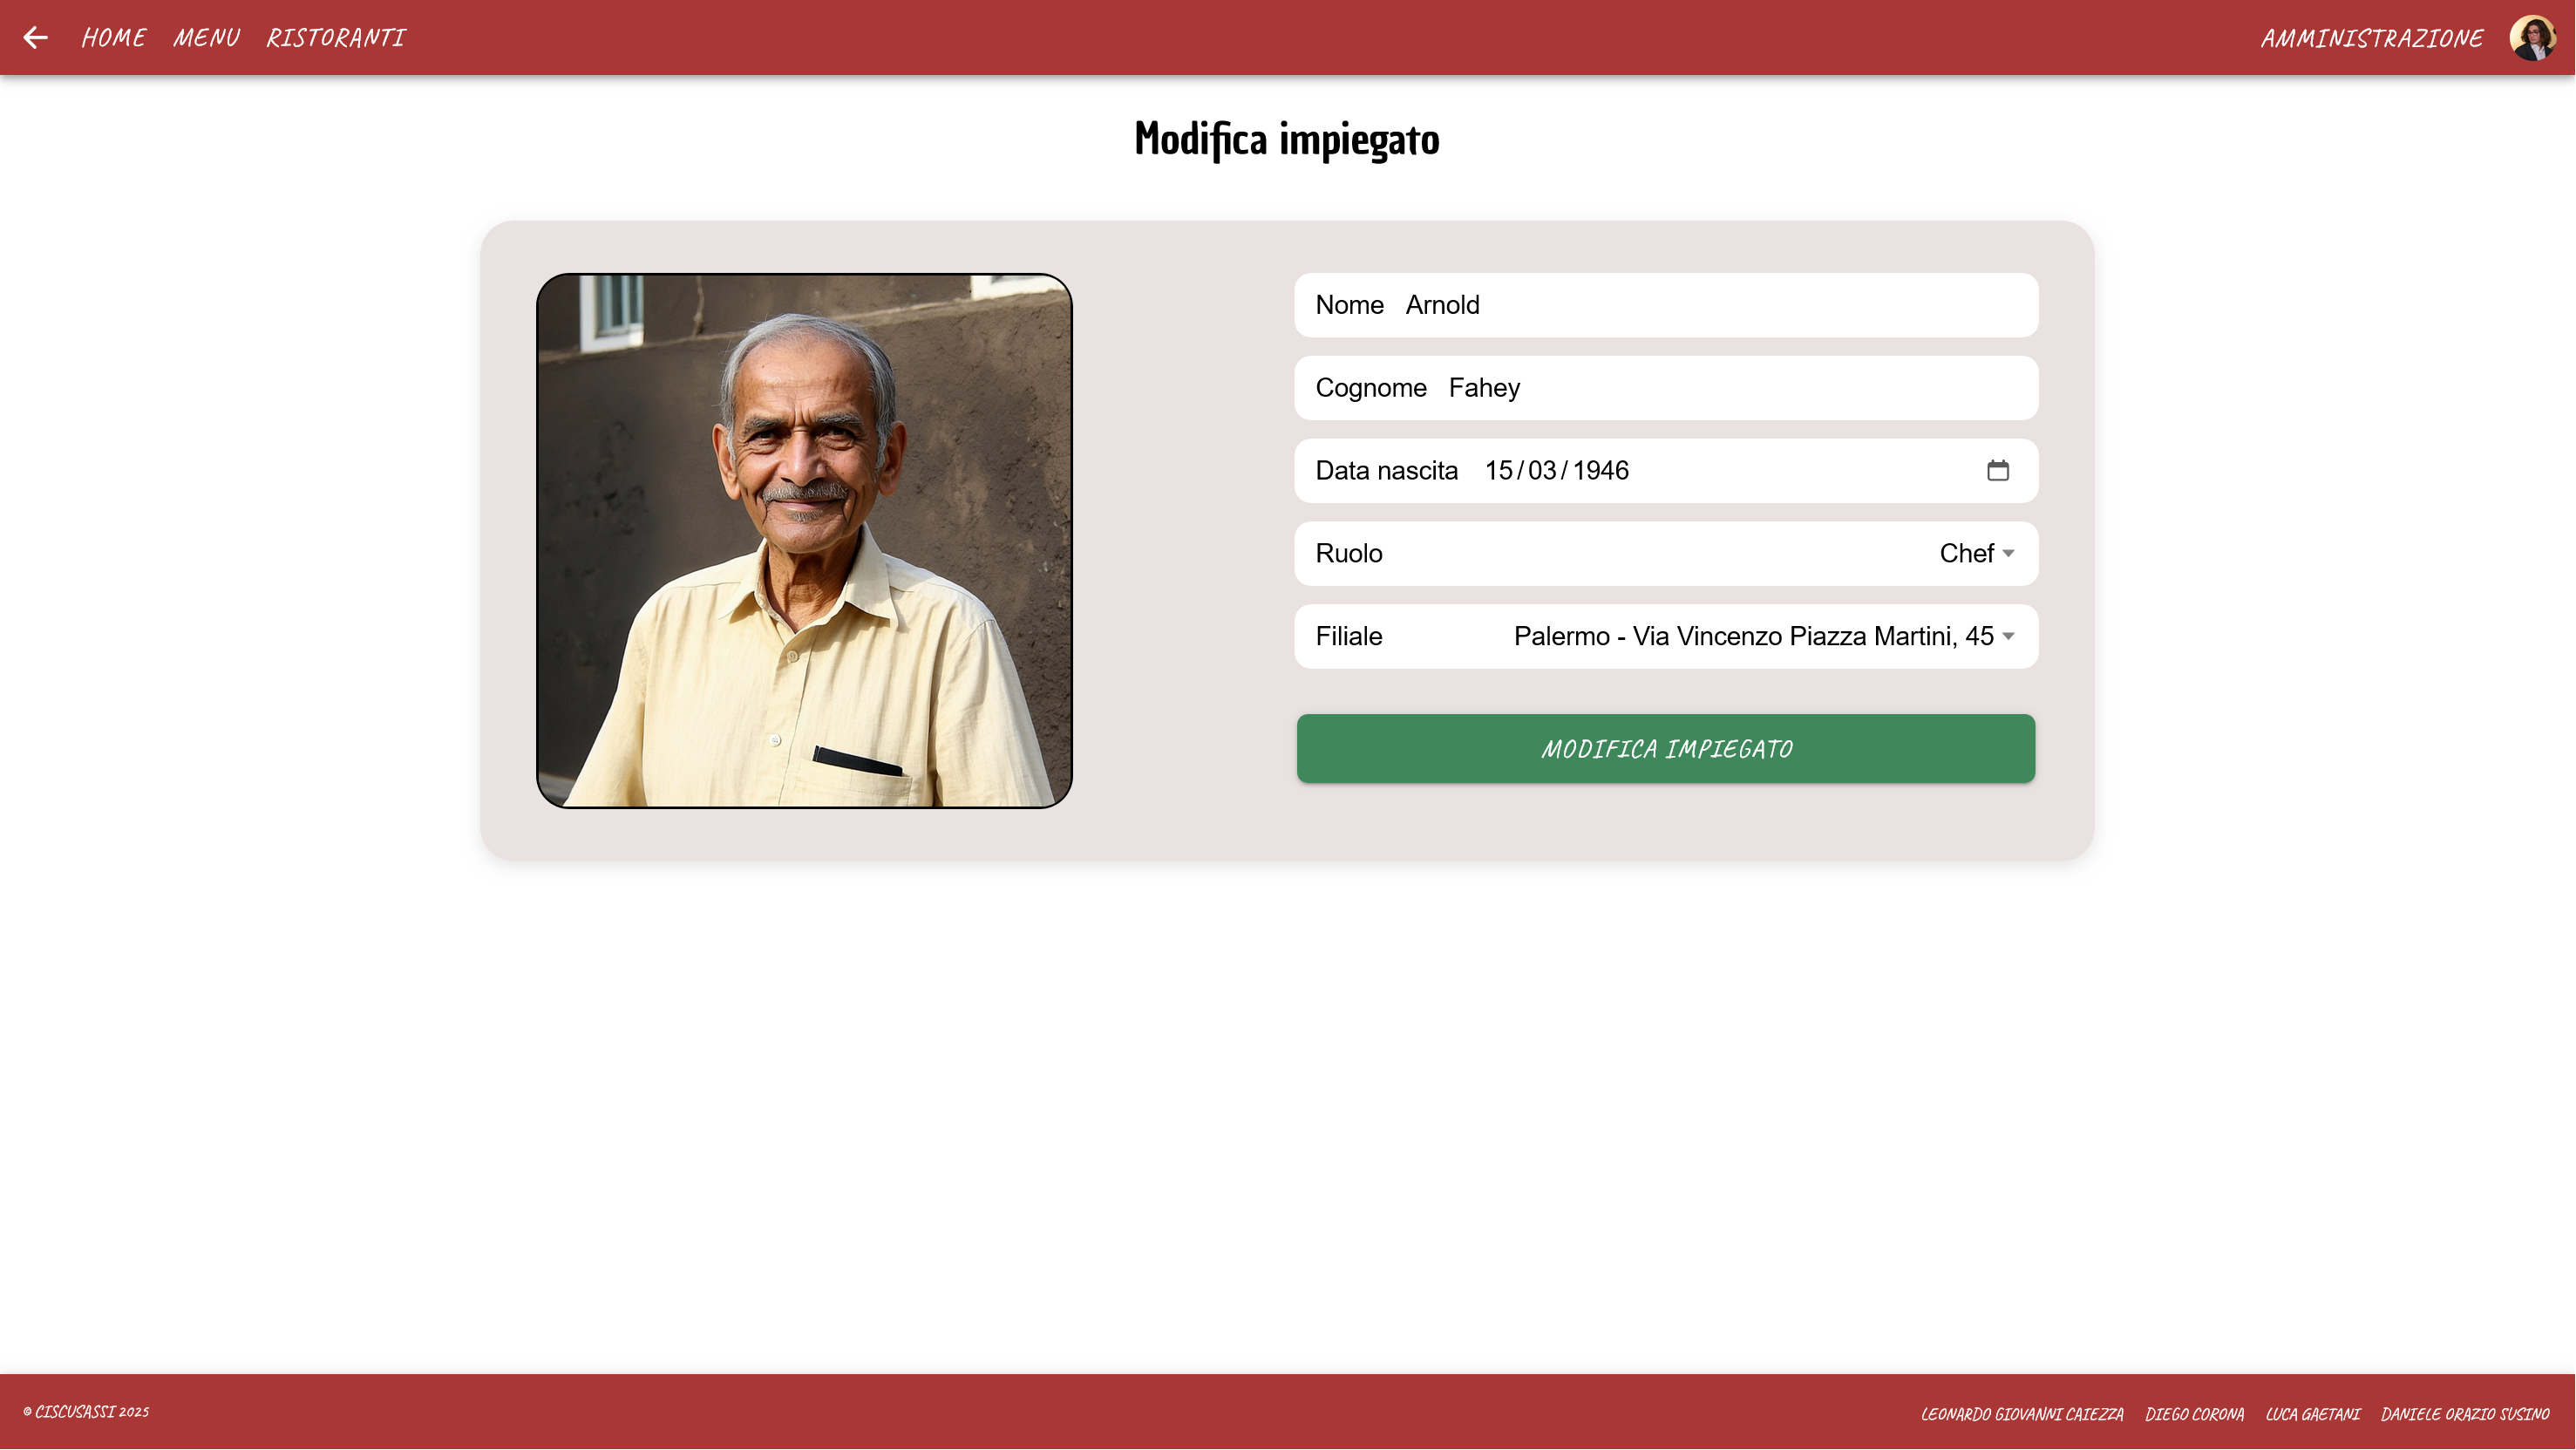 HOME MENU RISTORANTI AMMINISTRAZIONE
Modifica impiegato
Nome Arnold
Cognome Fahey
Data nascita 15/03/1946
Ruolo Chef
Filiale Palermo - Via Vincenzo Piazza Martini, 45
MODIFICA IMPIEGATO
© CISCUSASSI 2025 LEONARDO GIOVANNI CAIEZZA DIEGO CORONA LUCA GAETANI DANIELE ORAZIO SUSINO